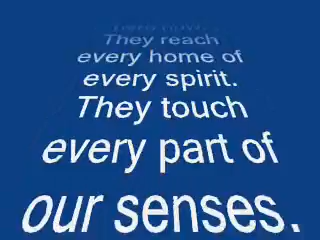 They reach
every home of
every spirit.
They touch
every part of
our senses.